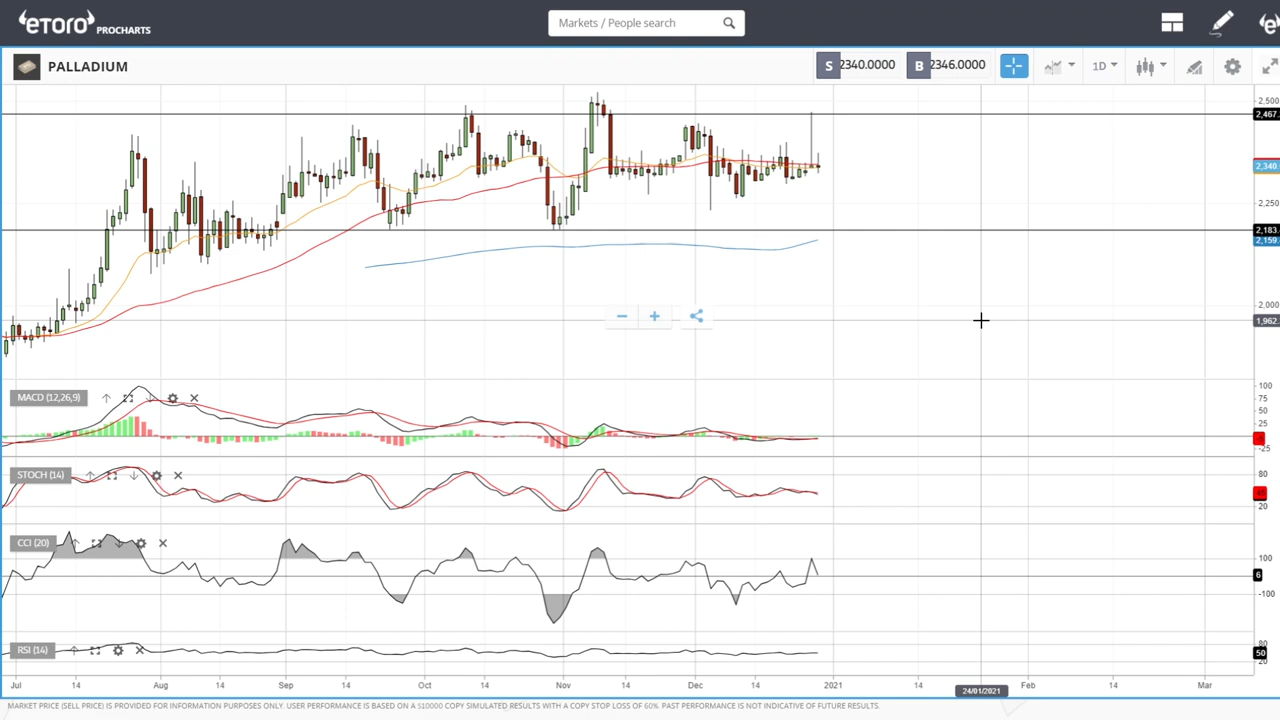 eToro PROCHARTS
Markets / People search
PALLADIUM
S 2340.0000 B 2346.0000 1D
2,500
2,467.
2,340
2,250
2,183.
2,159.
2,000
1,962.
MACD (12,26,9)
100
75
50
25
-25
STOCH (14)
80
20
CCI (20)
100
6
-100
RSI (14)
80
50
20
Jul 14 Aug 14 Sep 14 Oct 14 Nov 14 Dec 14 2021 14 Feb 14 Mar
24/01/2021
MARKET PRICE (SELL PRICE) IS PROVIDED FOR INFORMATION PURPOSES ONLY. USER PERFORMANCE IS BASED ON A $10000 COPY SIMULATED RESULTS WITH A COPY STOP LOSS OF 60%. PAST PERFORMANCE IS NOT INDICATIVE OF FUTURE RESULTS.